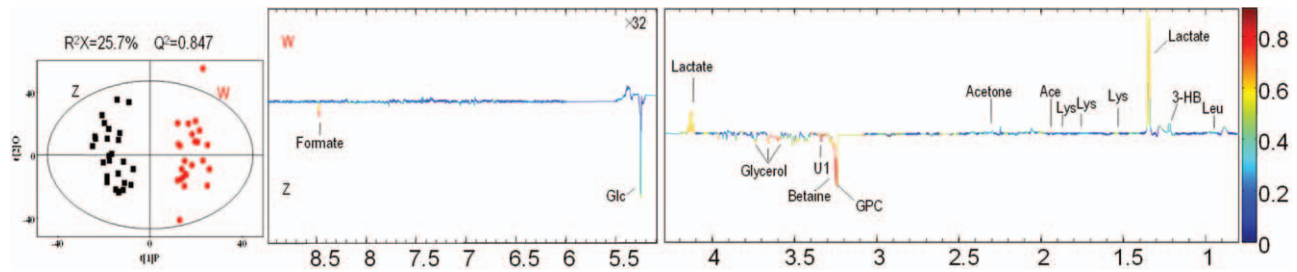 R²X=25.7% Q²=0.847
Z
W
40
0
-40
-40
0
40
t[1]P
W
×32
Formate
Z
Glc
8.5 8 7.5 7 6.5 6 5.5
Lactate
Lactate
Acetone
Ace
Lys
Lys
Lys
3-HB
Leu
Glycerol
U1
Betaine
GPC
4 3.5 3 2.5 2 1.5 1
0.8
0.6
0.4
0.2
0